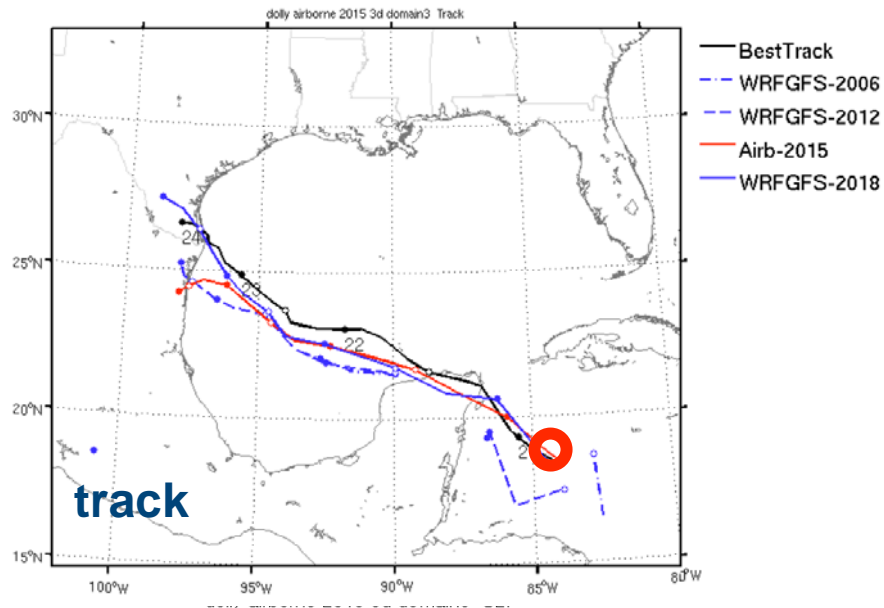 dolly airborne 2015 3d domain3 Track
BestTrack
WRFGFS-2006
WRFGFS-2012
Airb-2015
WRFGFS-2018
30°N
25°N
20°N
15°N
24
23
22
track
100°W
95°W
90°W
85°W
80°W